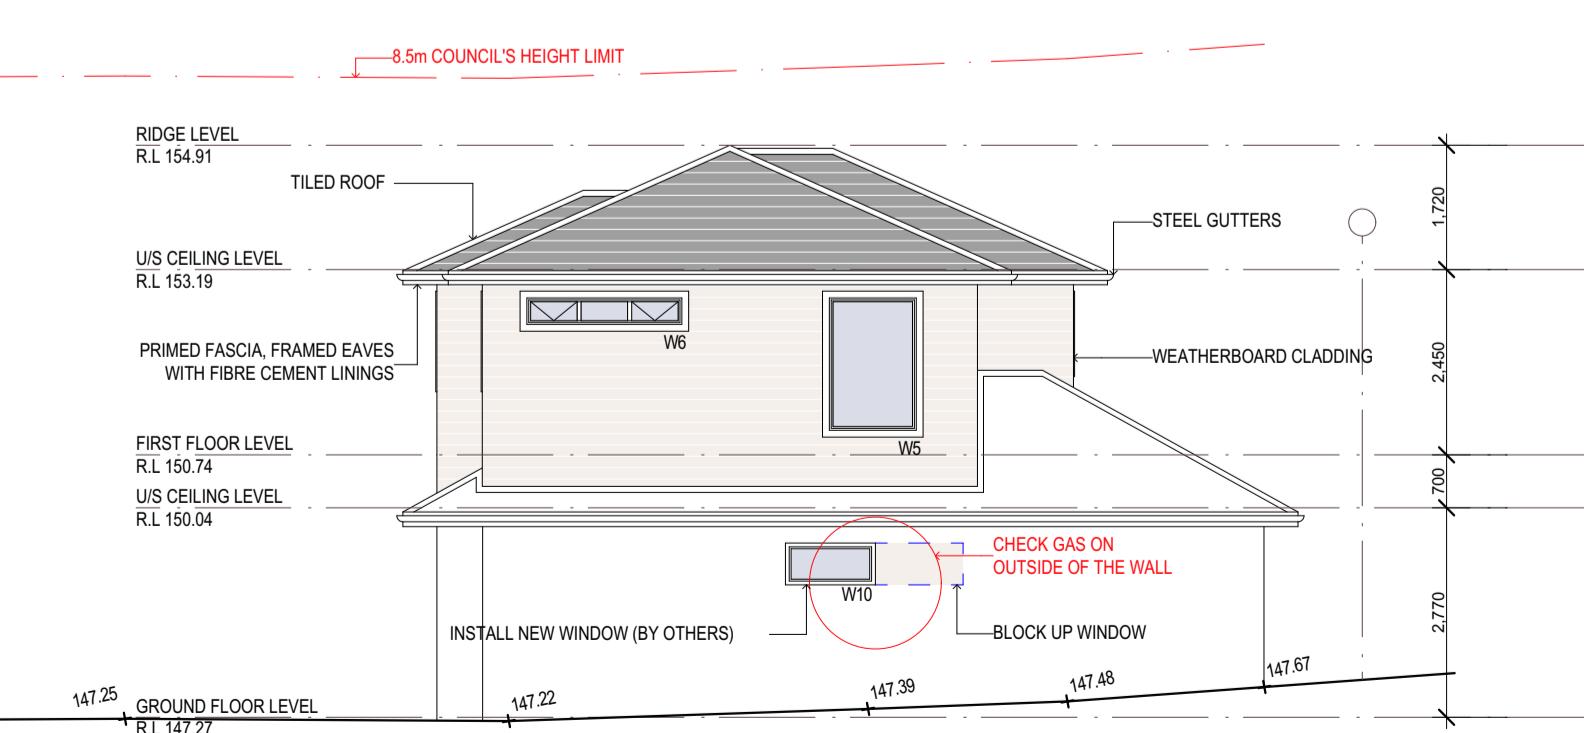 8.5m COUNCIL'S HEIGHT LIMIT
RIDGE LEVEL
R.L 154.91
TILED ROOF
STEEL GUTTERS
1,720
U/S CEILING LEVEL
R.L 153.19
W6
PRIMED FASCIA, FRAMED EAVES
WITH FIBRE CEMENT LININGS
WEATHERBOARD CLADDING
2,450
W5
FIRST FLOOR LEVEL
R.L 150.74
700
U/S CEILING LEVEL
R.L 150.04
CHECK GAS ON
OUTSIDE OF THE WALL
W10
2,770
INSTALL NEW WINDOW (BY OTHERS)
BLOCK UP WINDOW
147.25
147.22
147.39
147.48
147.67
GROUND FLOOR LEVEL
R.L 147.27